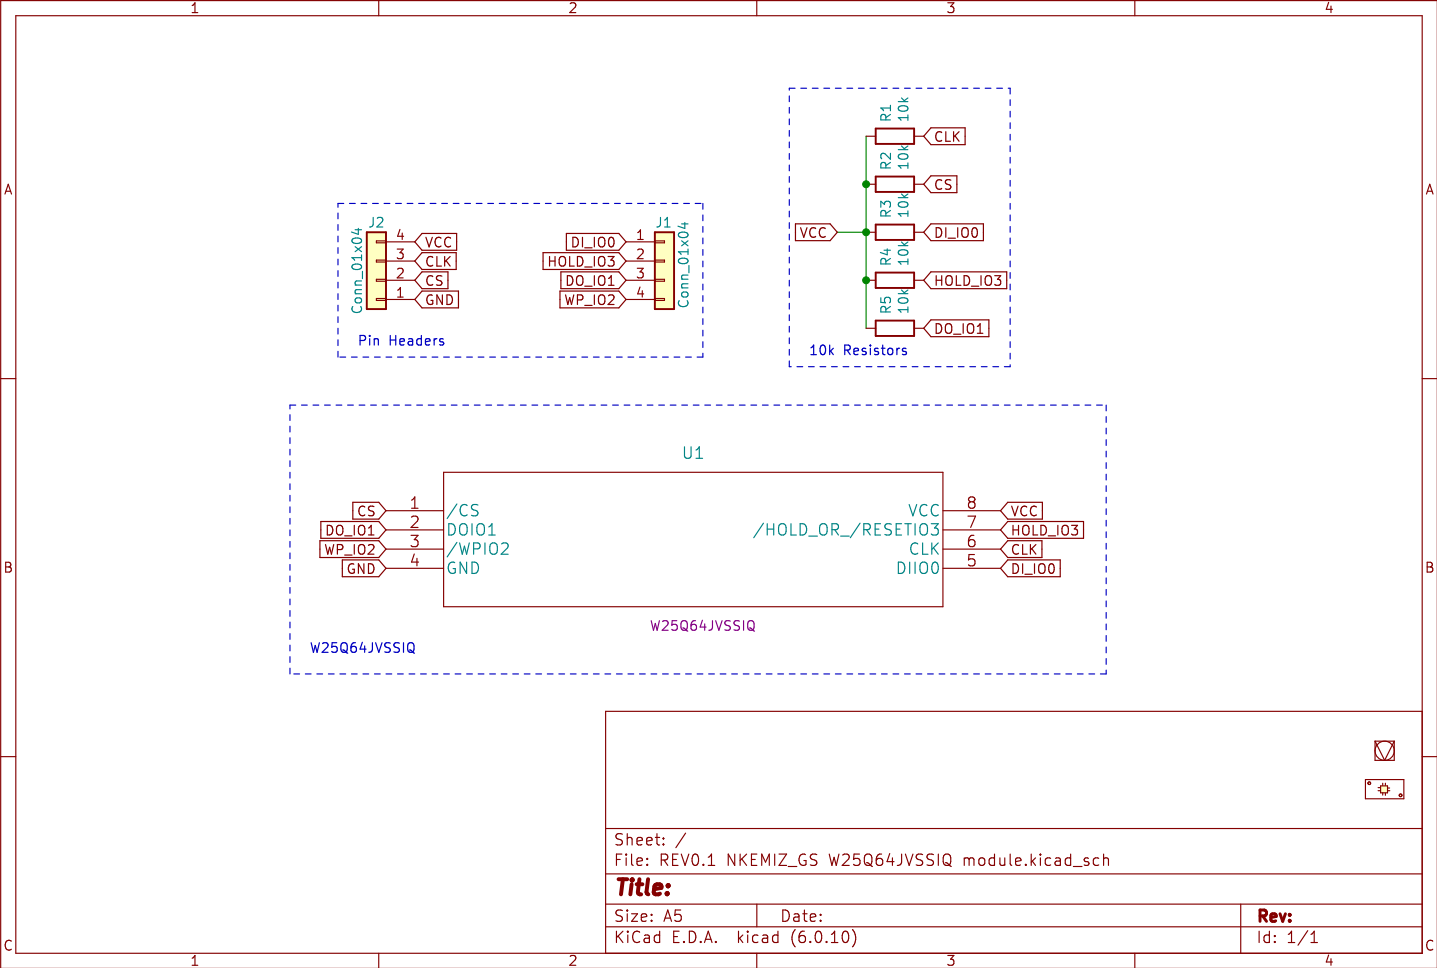 1 2 3 4
A
B
C
R1
10k
CLK
R2
10k
CS
R3
10k
VCC
DI_IO0
R4
10k
HOLD_IO3
R5
10k
DO_IO1
10k Resistors
J2
Conn_01x04
4 VCC
3 CLK
2 CS
1 GND
J1
Conn_01x04
DI_IO0 1
HOLD_IO3 2
DO_IO1 3
WP_IO2 4
Pin Headers
A
B
C
U1
CS 1 /CS
DO_IO1 2 DOIO1
WP_IO2 3 /WPIO2
GND 4 GND
VCC 8 VCC
/HOLD_OR_/RESETIO3 7 HOLD_IO3
CLK 6 CLK
DIIO0 5 DI_IO0
W25Q64JVSSIQ
W25Q64JVSSIQ
Sheet: /
File: REV0.1 NKEMIZ_GS W25Q64JVSSIQ module.kicad_sch
Title:
Size: A5 Date: Rev:
KiCad E.D.A. kicad (6.0.10) Id: 1/1
1 2 3 4